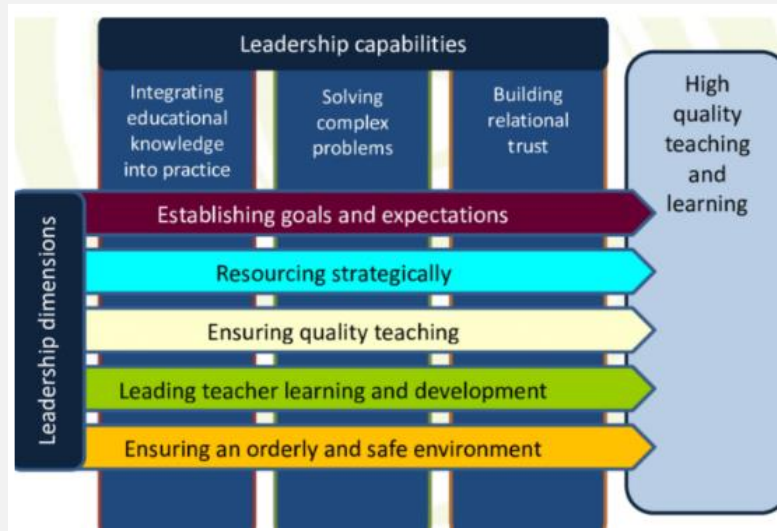 Leadership capabilities
Integrating
educational
knowledge
into practice
Solving
complex
problems
Building
relational
trust
High
quality
teaching
and
learning
Leadership dimensions
Establishing goals and expectations
Resourcing strategically
Ensuring quality teaching
Leading teacher learning and development
Ensuring an orderly and safe environment